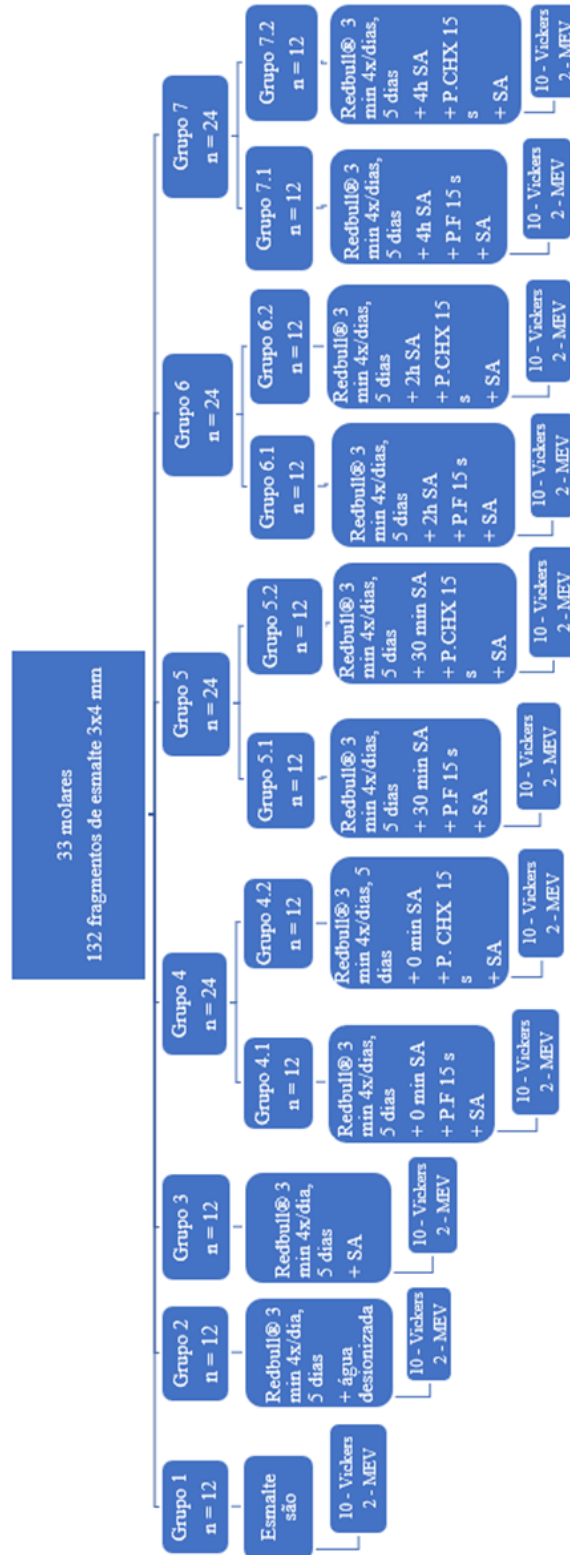 33 molares
132 fragmentos de esmalte 3x4 mm
Grupo 1
n = 12
Grupo 2
n = 12
Grupo 3
n = 12
Grupo 4
n = 24
Grupo 5
n = 24
Grupo 6
n = 24
Grupo 7
n = 24
Grupo 4.1
n = 12
Grupo 4.2
n = 12
Grupo 5.1
n = 12
Grupo 5.2
n = 12
Grupo 6.1
n = 12
Grupo 6.2
n = 12
Grupo 7.1
n = 12
Grupo 7.2
n = 12
Esmalte
são
Redbull® 3
min 4x/dia,
5 dias
+ água
desionizada
Redbull® 3
min 4x/dia,
5 dias
+ SA
Redbull® 3
min 4x/dias,
5 dias
+ 0 min SA
+ P.F 15 s
+ SA
Redbull® 3
min 4x/dias, 5
dias
+ 0 min SA
+ P. CHX 15
s
+ SA
Redbull® 3
min 4x/dias,
5 dias
+ 30 min SA
+ P.F 15 s
+ SA
Redbull® 3
min 4x/dias,
5 dias
+ 30 min SA
+ P.CHX 15
s
+ SA
Redbull® 3
min 4x/dias,
5 dias
+ 2h SA
+ P.F 15 s
+ SA
Redbull® 3
min 4x/dias,
5 dias
+ 2h SA
+ P.CHX 15
s
+ SA
Redbull® 3
min 4x/dias,
5 dias
+ 4h SA
+ P.F 15 s
+ SA
Redbull® 3
min 4x/dias,
5 dias
+ 4h SA
+ P.CHX 15
s
+ SA
10 - Vickers
2 - MEV
10 - Vickers
2 - MEV
10 - Vickers
2 - MEV
10 - Vickers
2 - MEV
10 - Vickers
2 - MEV
10 - Vickers
2 - MEV
10 - Vickers
2 - MEV
10 - Vickers
2 - MEV
10 - Vickers
2 - MEV
10 - Vickers
2 - MEV
10 - Vickers
2 - MEV